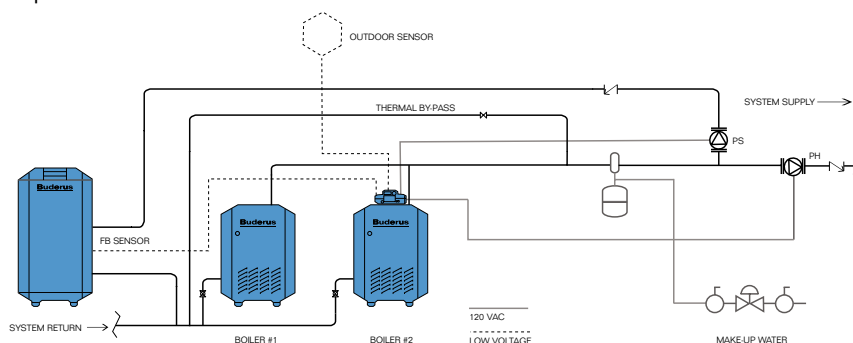 OUTDOOR SENSOR
SYSTEM SUPPLY
THERMAL BY-PASS
PS
PH
Buderus
Buderus
Buderus
FB SENSOR
120 VAC
SYSTEM RETURN
BOILER #1
BOILER #2
LOW VOLTAGE
MAKE-UP WATER